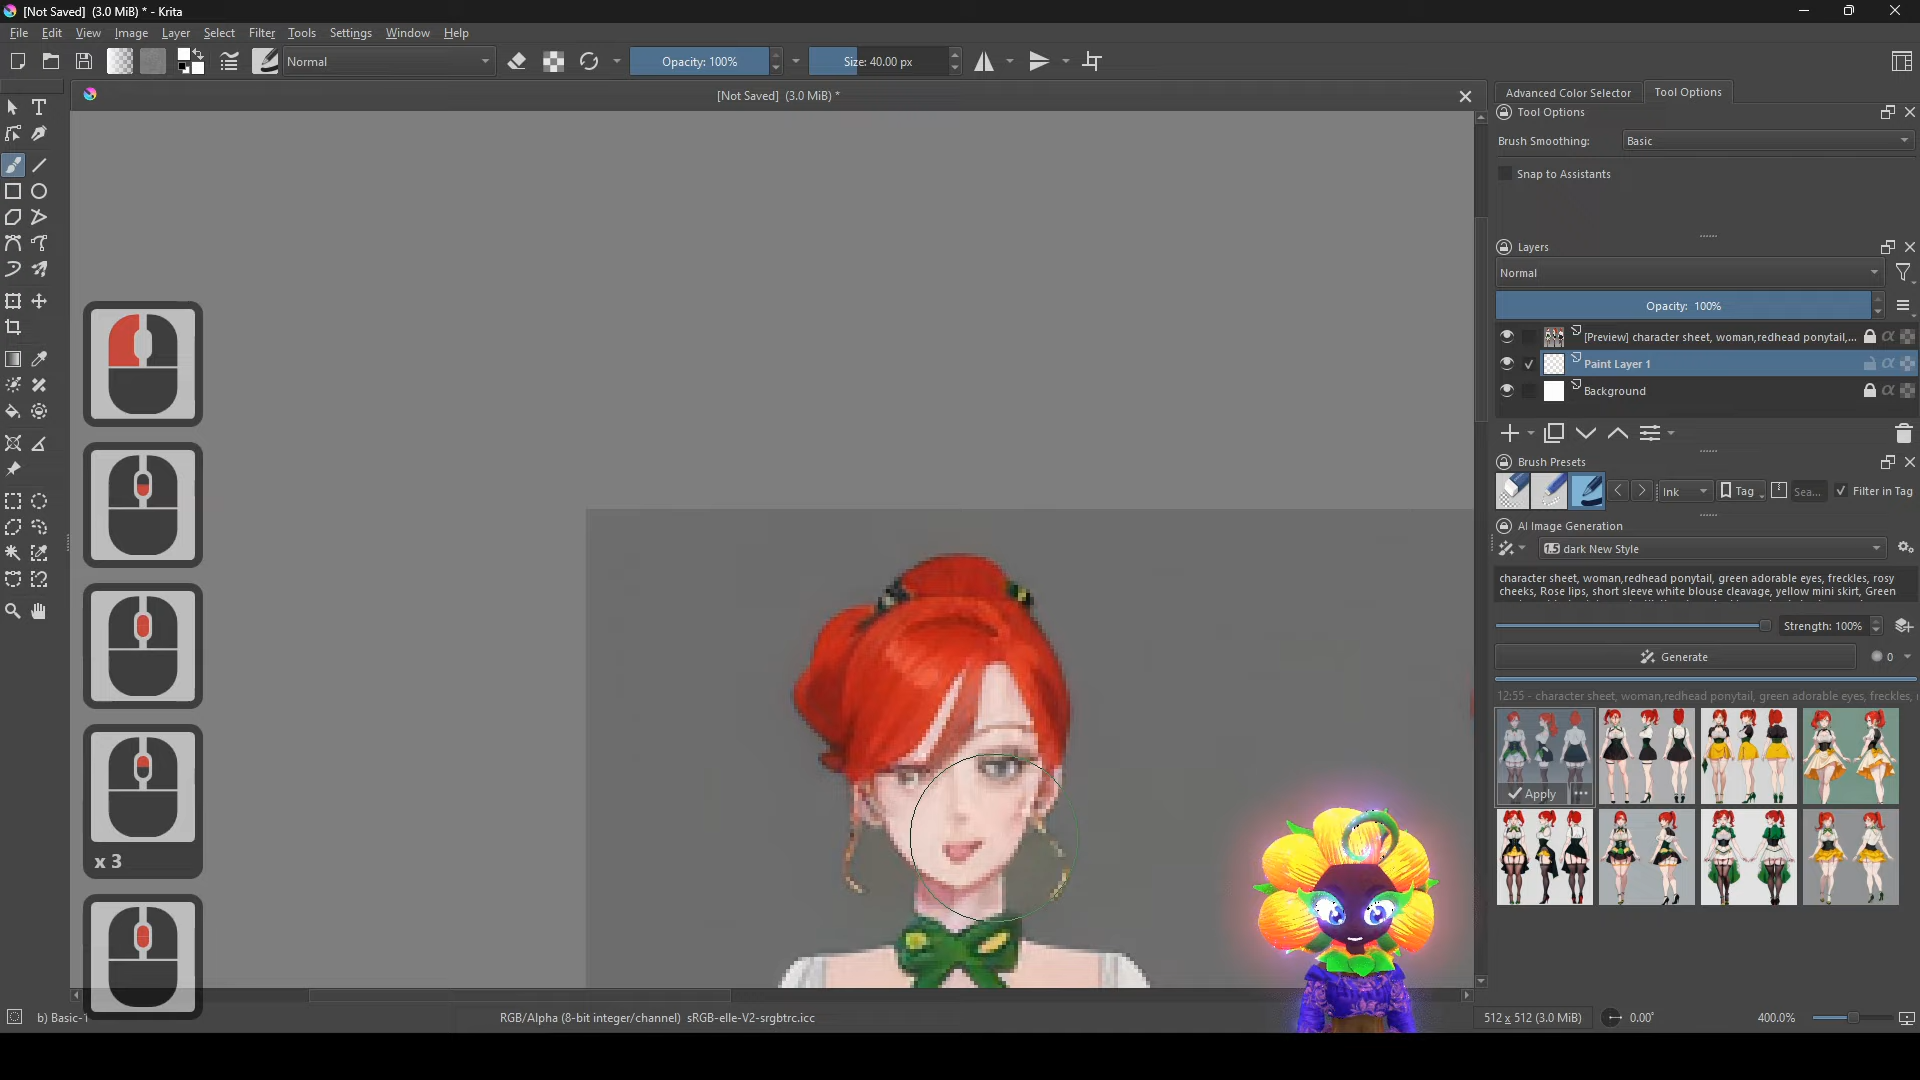 [Not Saved]  (3.0 MiB) * - Krita
File Edit View Image Layer Select Filter Tools Settings Window Help
Normal
Opacity: 100%
Size: 40.00 px
[Not Saved]  (3.0 MiB) *
Advanced Color Selector
Tool Options
Tool Options
Brush Smoothing:
Basic
Snap to Assistants
Layers
Normal
Opacity:  100%
[Preview] character sheet, woman,redhead ponytail,...
Paint Layer 1
Background
Brush Presets
Ink
Tag
Sea...
Filter in Tag
AI Image Generation
1.5 dark New Style
character sheet, woman,redhead ponytail, green adorable eyes, freckles, rosy
cheeks, Rose lips, short sleeve white blouse cleavage, yellow mini skirt, Green
Strength: 100%
Generate
0
12:55 - character sheet, woman,redhead ponytail, green adorable eyes, freckles,
Apply
x 3
b) Basic-
RGB/Alpha (8-bit integer/channel)  sRGB-elle-V2-srgbtrc.icc
512 x 512 (3.0 MiB)
0.00°
400.0%